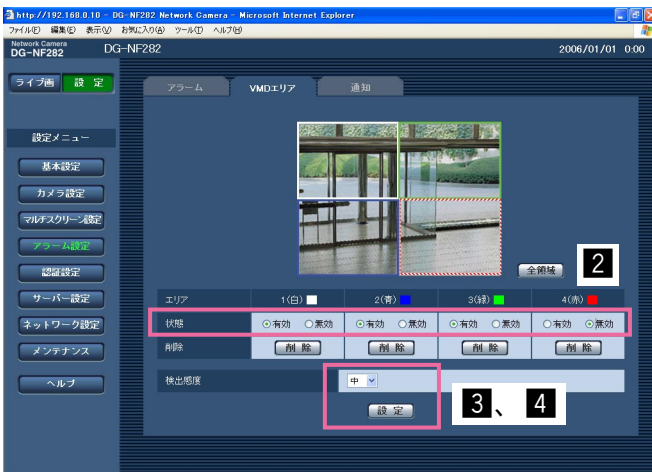 http://192.168.0.10 - DG-NF282 Network Camera - Microsoft Internet Explorer
ファイル(F) 編集(E) 表示(V) お気に入り(A) ツール(T) ヘルプ(H)
Network Camera
DG-NF282
DG-NF282
2006/01/01 0:00
ライブ画 設 定
アラーム VMDエリア 通知
設定メニュー
基本設定
カメラ設定
マルチスクリーン設定
アラーム設定
認証設定
サーバー設定
ネットワーク設定
メンテナンス
ヘルプ
全領域 2
エリア 1(白) 2(青) 3(緑) 4(赤)
状態 有効 無効 有効 無効 有効 無効 有効 無効
削除 削 除 削 除 削 除 削 除
検出感度 中
設 定
3、4